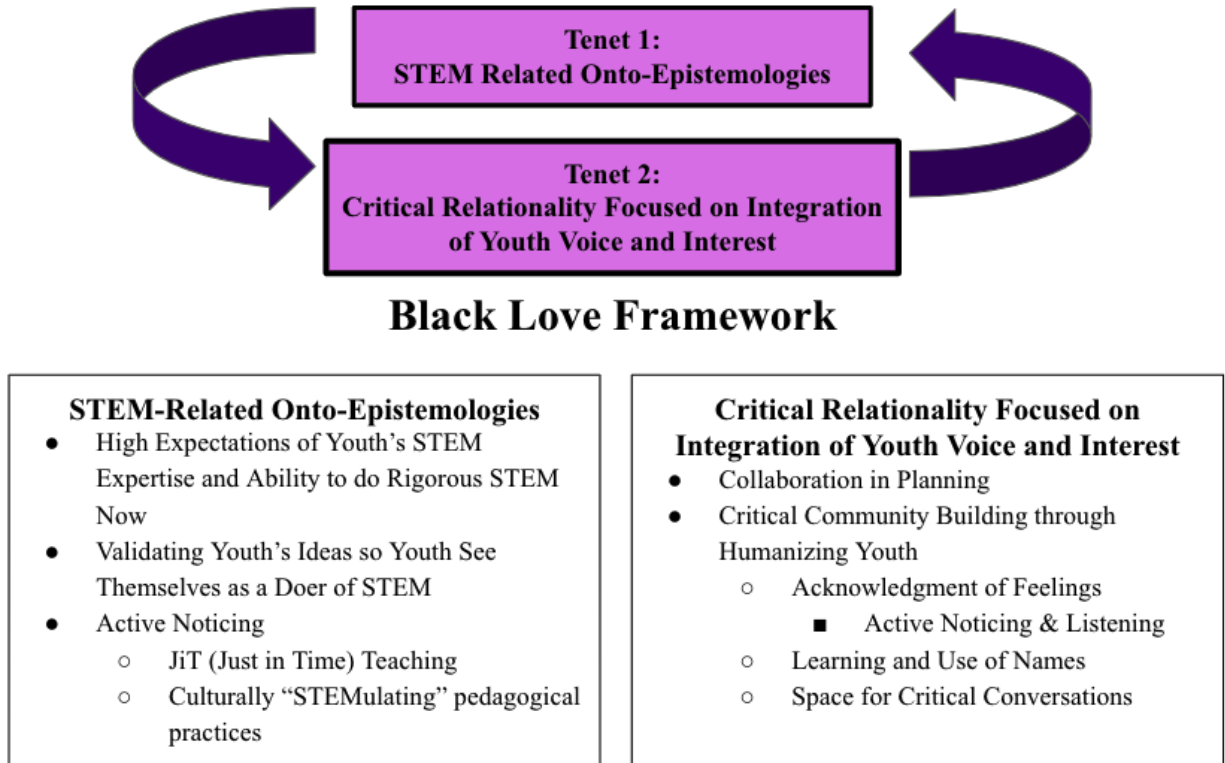 Tenet 1:
STEM Related Onto-Epistemologies
Tenet 2:
Critical Relationality Focused on Integration
of Youth Voice and Interest
Black Love Framework
STEM-Related Onto-Epistemologies
● High Expectations of Youth’s STEM
Expertise and Ability to do Rigorous STEM
Now
● Validating Youth’s Ideas so Youth See
Themselves as a Doer of STEM
● Active Noticing
○ JiT (Just in Time) Teaching
○ Culturally “STEMulating” pedagogical
practices
Critical Relationality Focused on
Integration of Youth Voice and Interest
● Collaboration in Planning
● Critical Community Building through
Humanizing Youth
○ Acknowledgment of Feelings
■ Active Noticing & Listening
○ Learning and Use of Names
○ Space for Critical Conversations